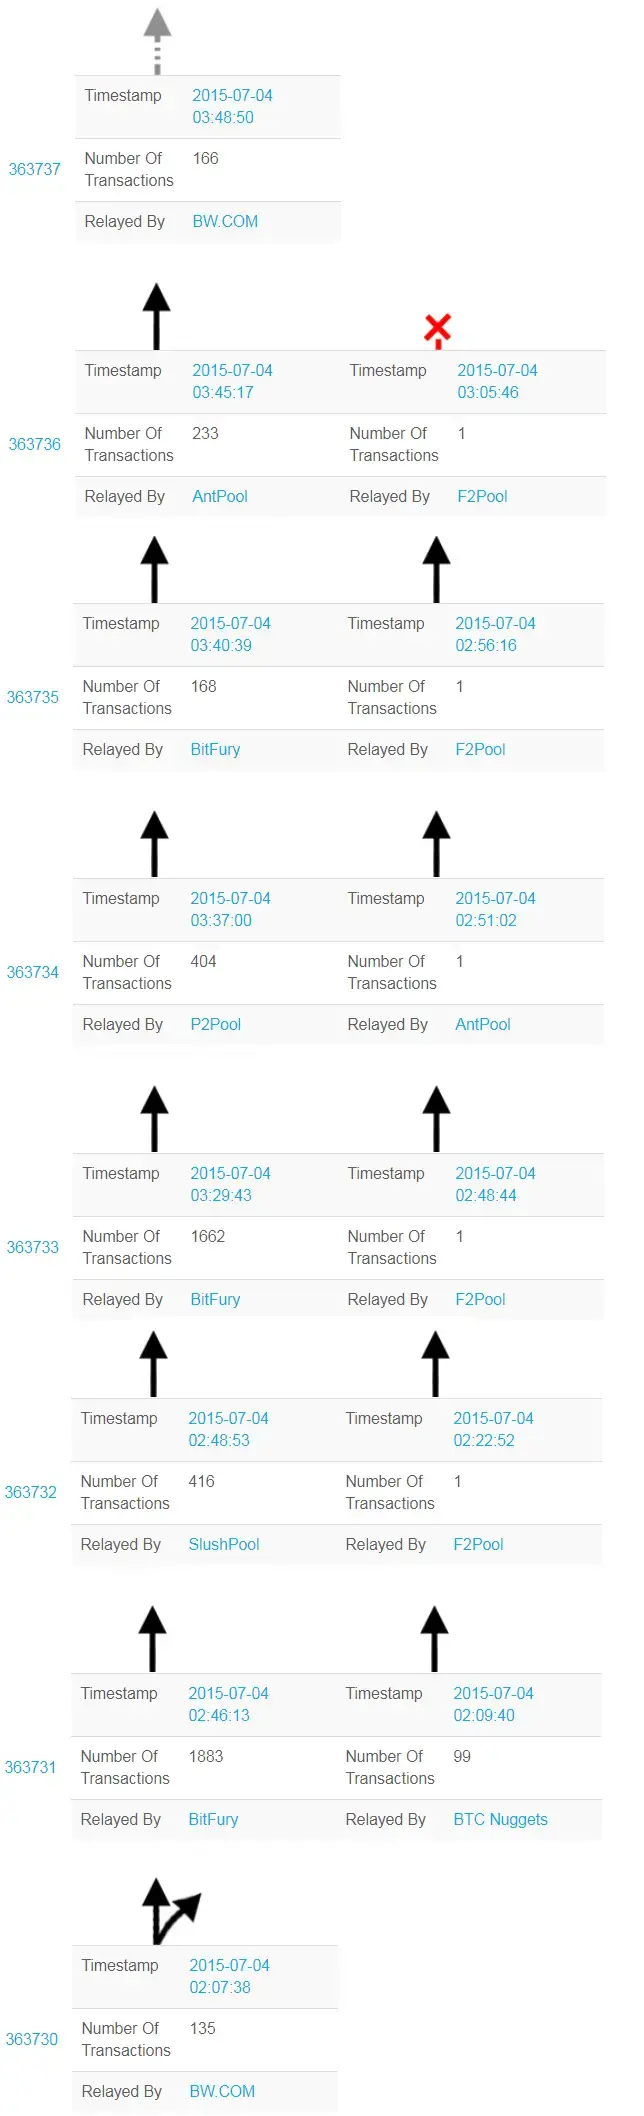 Timestamp 2015-07-04
03:48:50
363737
Number Of 166
Transactions
Relayed By BW.COM
Timestamp 2015-07-04 Timestamp 2015-07-04
03:45:17 03:05:46
363736
Number Of 233 Number Of 1
Transactions Transactions
Relayed By AntPool Relayed By F2Pool
Timestamp 2015-07-04 Timestamp 2015-07-04
03:40:39 02:56:16
363735
Number Of 168 Number Of 1
Transactions Transactions
Relayed By BitFury Relayed By F2Pool
Timestamp 2015-07-04 Timestamp 2015-07-04
03:37:00 02:51:02
363734
Number Of 404 Number Of 1
Transactions Transactions
Relayed By P2Pool Relayed By AntPool
Timestamp 2015-07-04 Timestamp 2015-07-04
03:29:43 02:48:44
363733
Number Of 1662 Number Of 1
Transactions Transactions
Relayed By BitFury Relayed By F2Pool
Timestamp 2015-07-04 Timestamp 2015-07-04
02:48:53 02:22:52
363732
Number Of 416 Number Of 1
Transactions Transactions
Relayed By SlushPool Relayed By F2Pool
Timestamp 2015-07-04 Timestamp 2015-07-04
02:46:13 02:09:40
363731
Number Of 1883 Number Of 99
Transactions Transactions
Relayed By BitFury Relayed By BTC Nuggets
Timestamp 2015-07-04
02:07:38
363730
Number Of 135
Transactions
Relayed By BW.COM